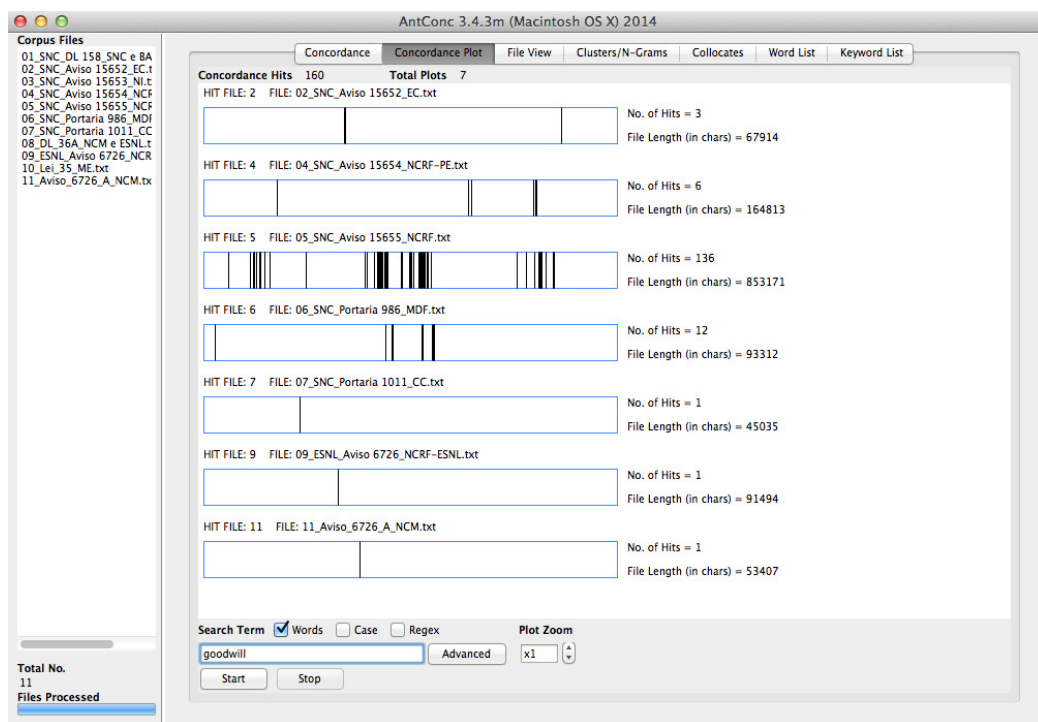 AntConc 3.4.3m (Macintosh OS X) 2014
Corpus Files
01_SNC_DL 158_SNC e BA
02_SNC_Aviso 15652_EC.t
03_SNC_Aviso 15653_NI.t:
04_SNC_Aviso 15654_NCF
05_SNC_Aviso 15655_NCF
06_SNC_Portaria 986_MDF
07_SNC_Portaria 1011_CC
08_DL_36A_NCM e ESNL.t
09_ESNL_Aviso 6726_NCR
10_Lei_35_ME.txt
11_Aviso_6726_A_NCM.tx
Total No.
11
Files Processed
Concordance Concordance Plot File View Clusters/N-Grams Collocates Word List Keyword List
Concordance Hits 160 Total Plots 7
HIT FILE: 2 FILE: 02_SNC_Aviso 15652_EC.txt
No. of Hits = 3
File Length (in chars) = 67914
HIT FILE: 4 FILE: 04_SNC_Aviso 15654_NCRF-PE.txt
No. of Hits = 6
File Length (in chars) = 164813
HIT FILE: 5 FILE: 05_SNC_Aviso 15655_NCRF.txt
No. of Hits = 136
File Length (in chars) = 853171
HIT FILE: 6 FILE: 06_SNC_Portaria 986_MDF.txt
No. of Hits = 12
File Length (in chars) = 93312
HIT FILE: 7 FILE: 07_SNC_Portaria 1011_CC.txt
No. of Hits = 1
File Length (in chars) = 45035
HIT FILE: 9 FILE: 09_ESNL_Aviso 6726_NCRF-ESNL.txt
No. of Hits = 1
File Length (in chars) = 91494
HIT FILE: 11 FILE: 11_Aviso_6726_A_NCM.txt
No. of Hits = 1
File Length (in chars) = 53407
Search Term Words Case Regex Plot Zoom
goodwill Advanced x1
Start Stop